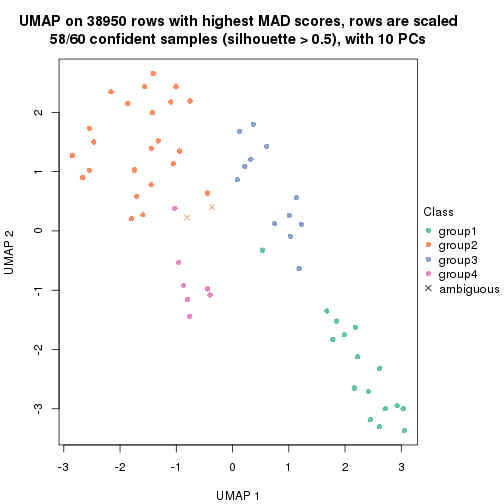 UMAP on 38950 rows with highest MAD scores, rows are scaled
58/60 confident samples (silhouette > 0.5), with 10 PCs
2
1
0
-1
-2
-3
UMAP 2
-3
-2
-1
0
1
2
3
UMAP 1
Class
group1
group2
group3
group4
ambiguous